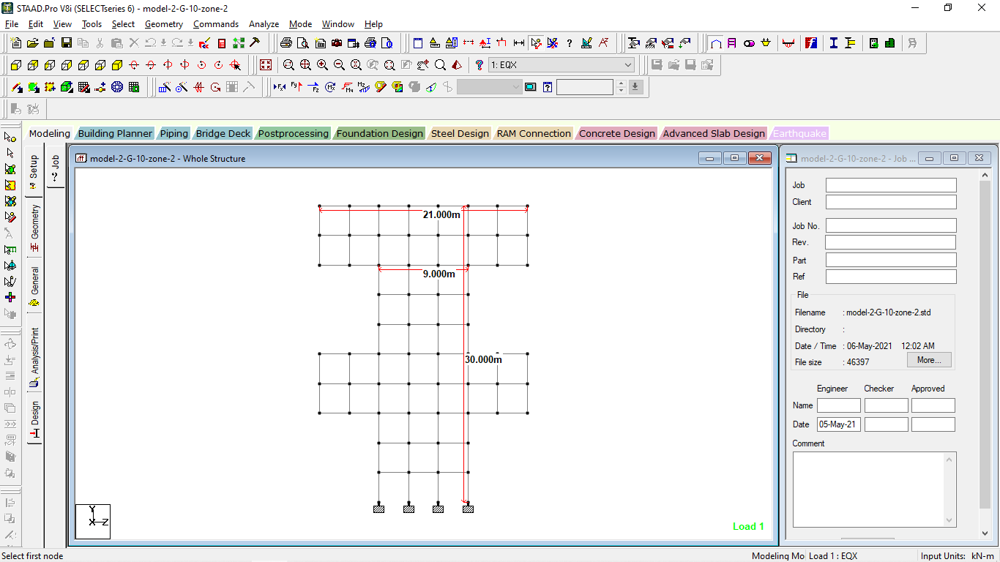 STAAD.Pro V8i (SELECTseries 6) - model-2-G-10-zone-2
File Edit View Tools Select Geometry Commands Analyze Mode Window Help
1: EQX
Modeling Building Planner Piping Bridge Deck Postprocessing Foundation Design Steel Design RAM Connection Concrete Design Advanced Slab Design Earthquake
Setup
Geometry
General
Analysis/Print
Design
Job
model-2-G-10-zone-2 - Whole Structure
21.000m
9.000m
30.000m
Y
X Z
Load 1
model-2-G-10-zone-2 - Job ...
Job
Client
Job No.
Rev.
Part
Ref
File
Filename : model-2-G-10-zone-2.std
Directory :
Date / Time : 06-May-2021 12:02 AM
File size : 46397
More...
Engineer Checker Approved
Name
Date 05-May-21
Comment
Select first node
Modeling Mo Load 1 : EQX Input Units: kN-m